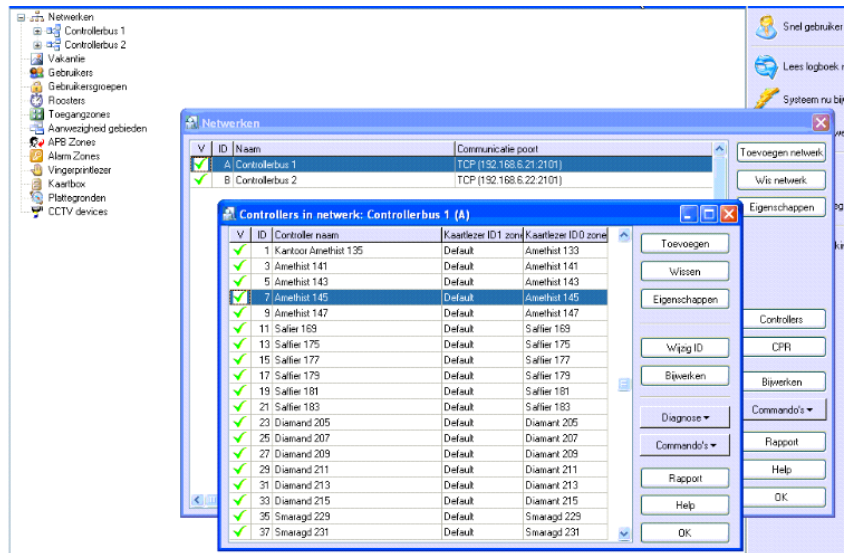 Netwerken
Controllerbus 1
Controllerbus 2
Vakantie
Gebruikers
Gebruikersgroepen
Roosters
Toegangzones
Aanwezigheid gebieden
APB Zones
Alarm Zones
Vingerprintlezer
Kaartbox
Plattegronden
CCTV devices
Snel gebruiker
Lees logboek
Systeem nu bij
Netwerken
V ID Naam Communicatie poort
A Controllerbus 1 TCP (192.168.6.21:2101)
B Controllerbus 2 TCP (192.168.6.22:2101)
Toevoegen netwerk
Wis netwerk
Eigenschappen
Controllers
CPR
Bijwerken
Commando's
Rapport
Help
OK
Controllers in netwerk: Controllerbus 1 (A)
V ID Controller naam Kaartlezer ID1 zone Kaartlezer ID0 zone
1 Kantoor Amethist 135 Default Amethist 133
3 Amethist 141 Default Amethist 141
5 Amethist 143 Default Amethist 143
7 Amethist 145 Default Amethist 145
9 Amethist 147 Default Amethist 147
11 Safier 169 Default Saffier 169
13 Saffier 175 Default Saffier 175
15 Saffier 177 Default Saffier 177
17 Saffier 179 Default Saffier 179
19 Saffier 181 Default Saffier 181
21 Saffier 183 Default Saffier 183
23 Diamand 205 Default Diamant 205
25 Diamand 207 Default Diamant 207
27 Diamand 209 Default Diamant 209
29 Diamand 211 Default Diamant 211
31 Diamand 213 Default Diamant 213
33 Diamand 215 Default Diamant 215
35 Smaragd 229 Default Smaragd 229
37 Smaragd 231 Default Smaragd 231
Toevoegen
Wissen
Eigenschappen
Wijzig ID
Bijwerken
Diagnose
Commando's
Rapport
Help
OK